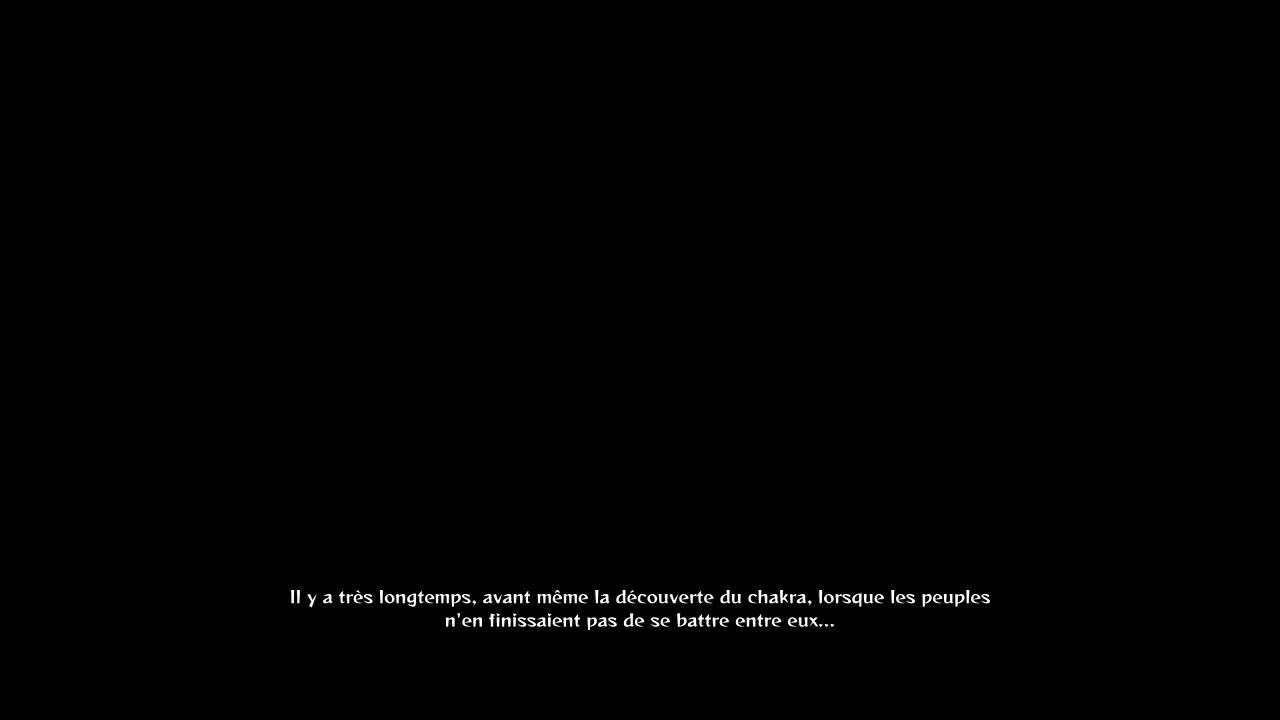 Il y a très longtemps, avant même la découverte du chakra, lorsque les peuples
n'en finissaient pas de se battre entre eux...